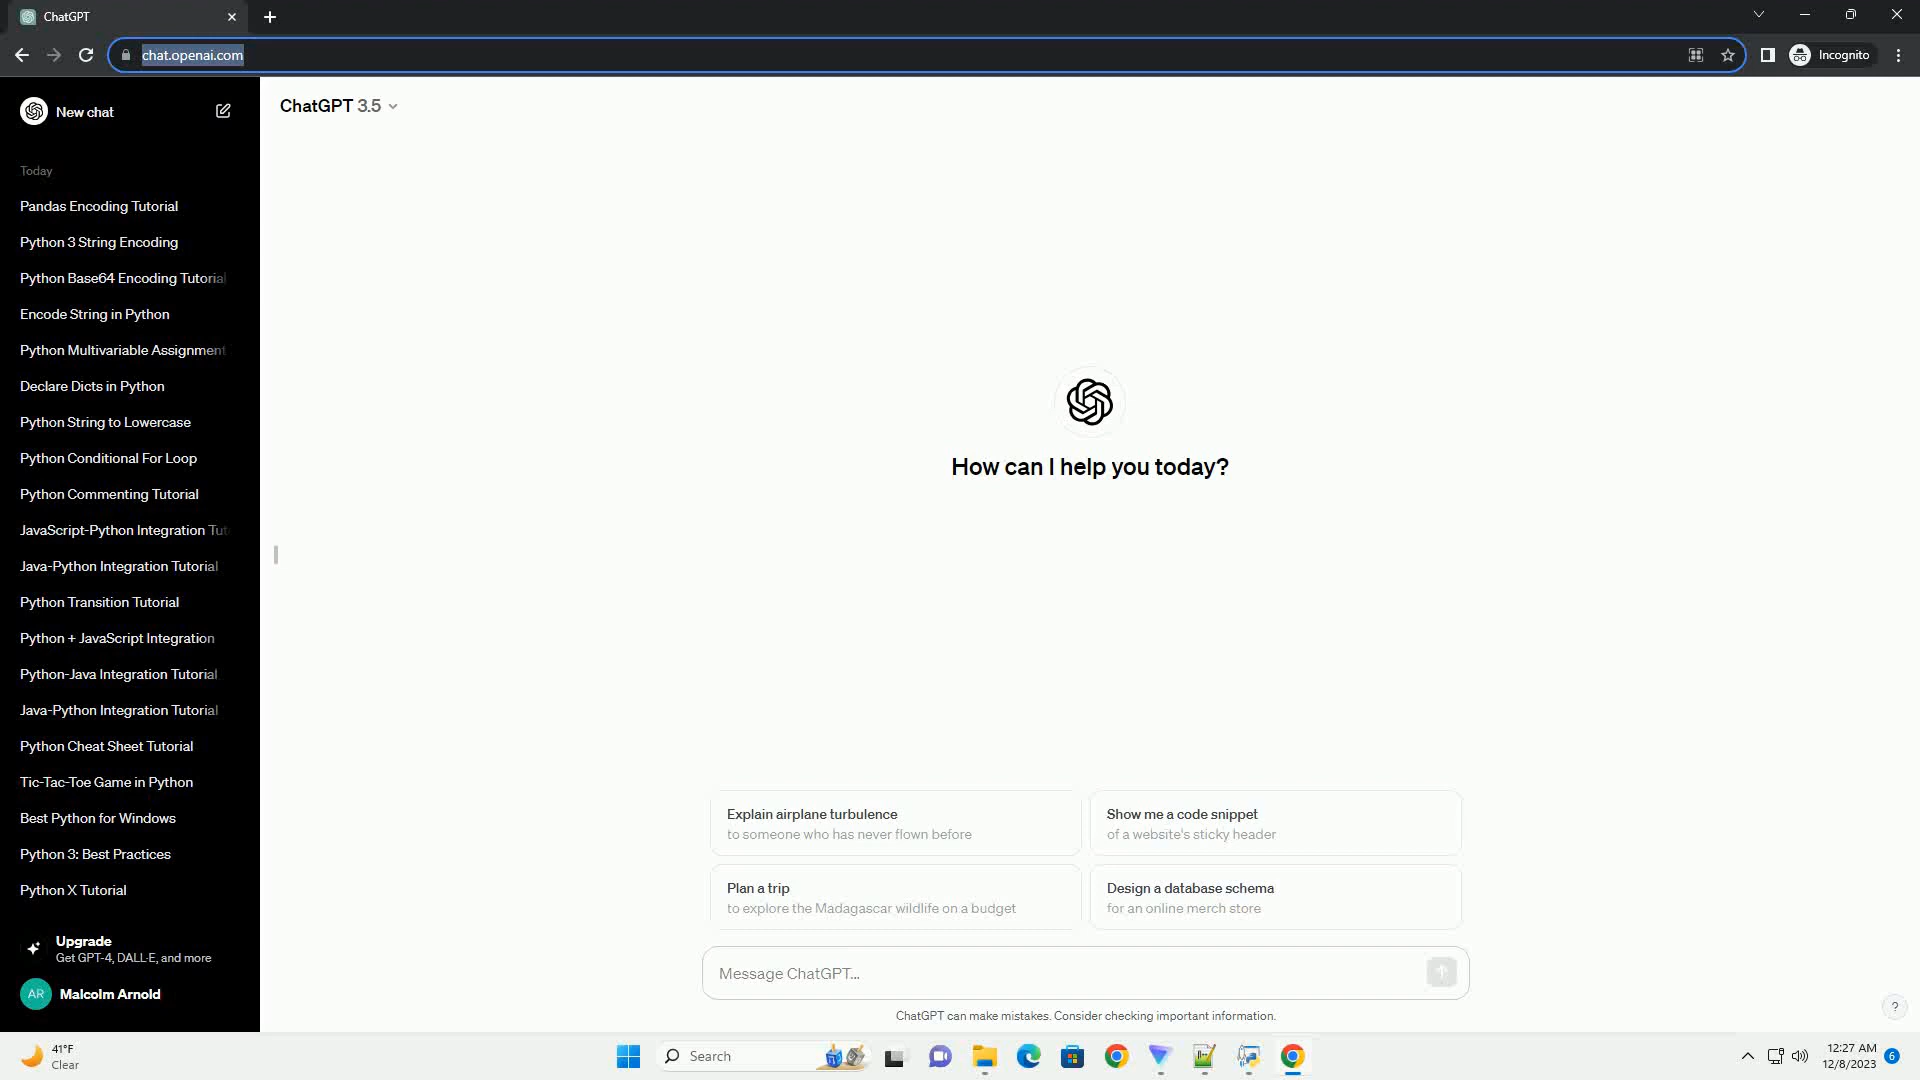 ChatGPT
chat.openai.com
Incognito
New chat
ChatGPT 3.5
Today
Pandas Encoding Tutorial
Python 3 String Encoding
Python Base64 Encoding Tutorial
Encode String in Python
Python Multivariable Assignment
Declare Dicts in Python
Python String to Lowercase
Python Conditional For Loop
Python Commenting Tutorial
JavaScript-Python Integration Tut
Java-Python Integration Tutorial
Python Transition Tutorial
Python + JavaScript Integration
Python-Java Integration Tutorial
Java-Python Integration Tutorial
Python Cheat Sheet Tutorial
Tic-Tac-Toe Game in Python
Best Python for Windows
Python 3: Best Practices
Python X Tutorial
Upgrade
Get GPT-4, DALL·E, and more
AR
Malcolm Arnold
How can I help you today?
Explain airplane turbulence
to someone who has never flown before
Show me a code snippet
of a website's sticky header
Plan a trip
to explore the Madagascar wildlife on a budget
Design a database schema
for an online merch store
Message ChatGPT...
ChatGPT can make mistakes. Consider checking important information.
?
41°F
Clear
Search
12:27 AM
12/8/2023
6